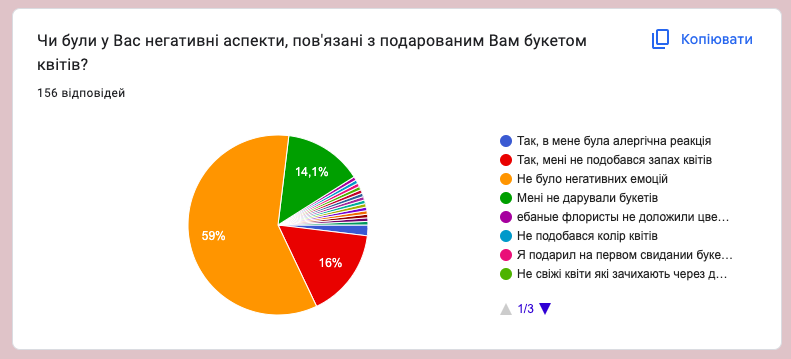 Чи були у Вас негативні аспекти, пов'язані з подарованим Вам букетом
квітів?
Копіювати
156 відповідей
14,1%
59%
16%
Так, в мене була алергічна реакція
Так, мені не подобався запах квітів
Не було негативних емоцій
Мені не дарували букетів
ебаные флористы не доложили цве...
Не подобався колір квітів
Я подарил на первом свидании буке...
Не свіжі квіти які зачихають через д...
1/3